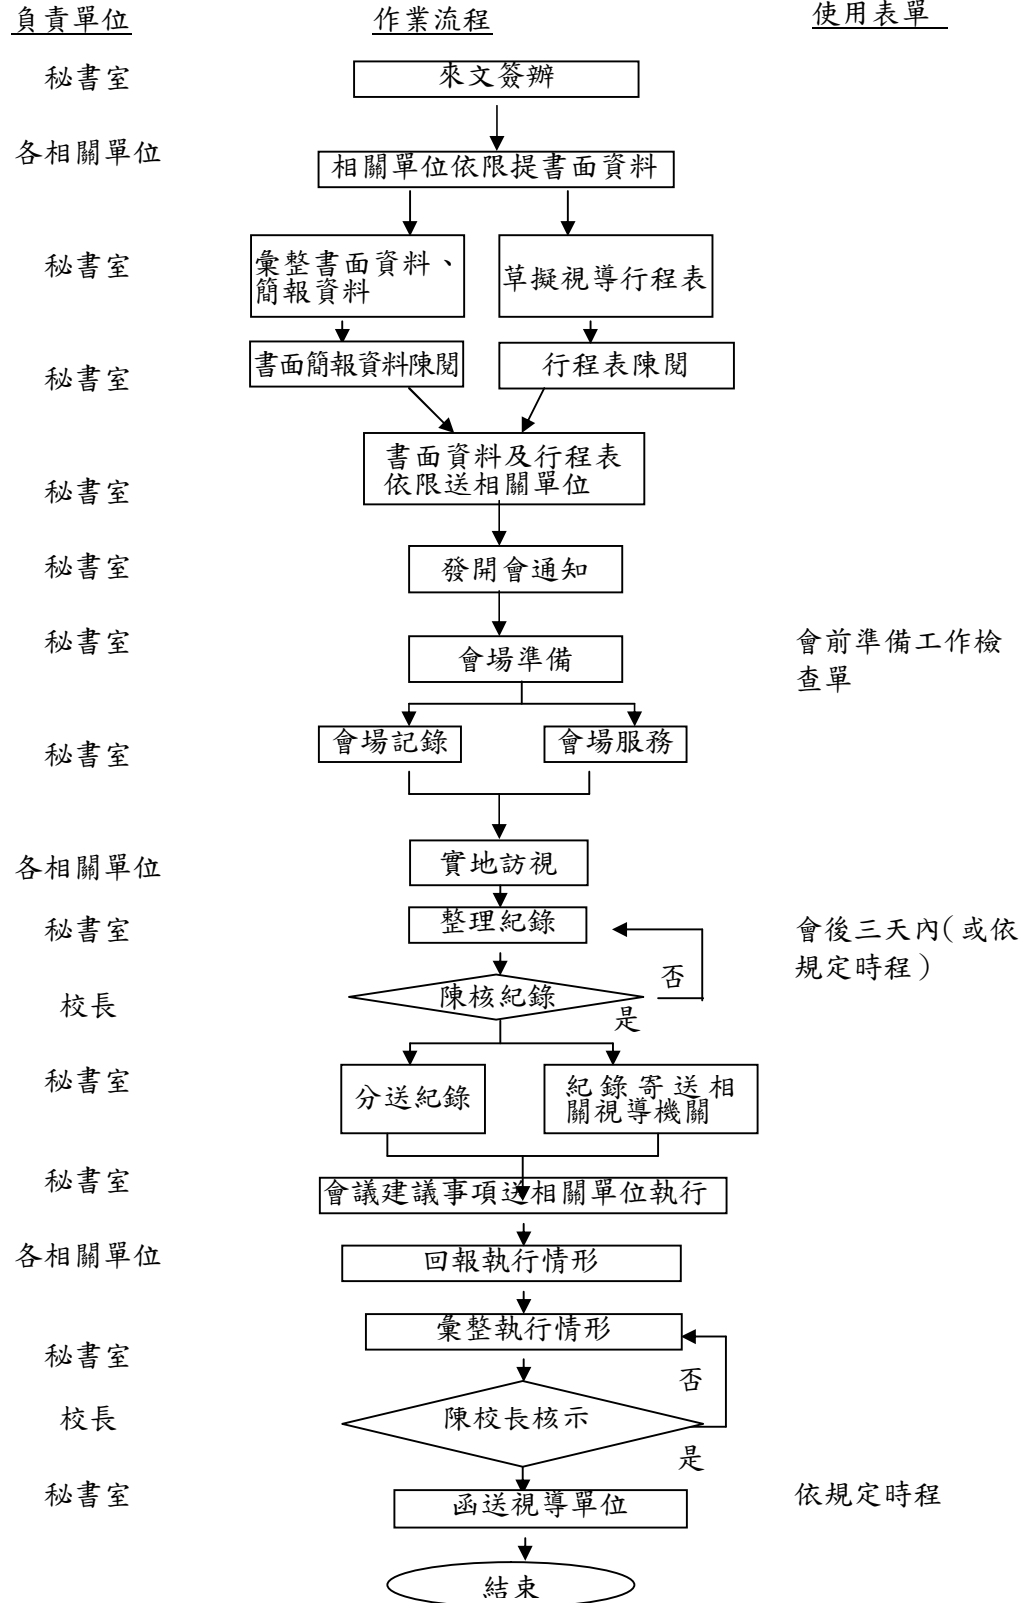 負責單位 作業流程 使用表單
秘書室 來文簽辦
各相關單位 相關單位依限提書面資料
秘書室 彙整書面資料、
簡報資料
草擬視導行程表
秘書室 書面簡報資料陳閱 行程表陳閱
秘書室 書面資料及行程表
依限送相關單位
秘書室 發開會通知
秘書室 會場準備 會前準備工作檢
查單
秘書室 會場記錄 會場服務
各相關單位 實地訪視
秘書室 整理紀錄 會後三天內(或依
規定時程)
否
校長 陳核紀錄
是
秘書室 分送紀錄 紀錄寄送相
關視導機關
秘書室 會議建議事項送相關單位執行
各相關單位 回報執行情形
秘書室 彙整執行情形
否
校長 陳校長核示
是
秘書室 函送視導單位 依規定時程
結束